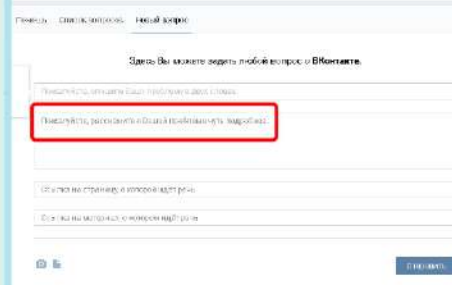 Помощь Список вопросов Новый вопрос
Здесь Вы можете задать любой вопрос о ВКонтакте.
Пожалуйста, опишите Вашу проблему в двух словах
Пожалуйста, расскажите о Вашей проблеме чуть подробнее
Ссылка на страницу, о которой идёт речь
Ссылка на материал, о котором идёт речь
Отправить